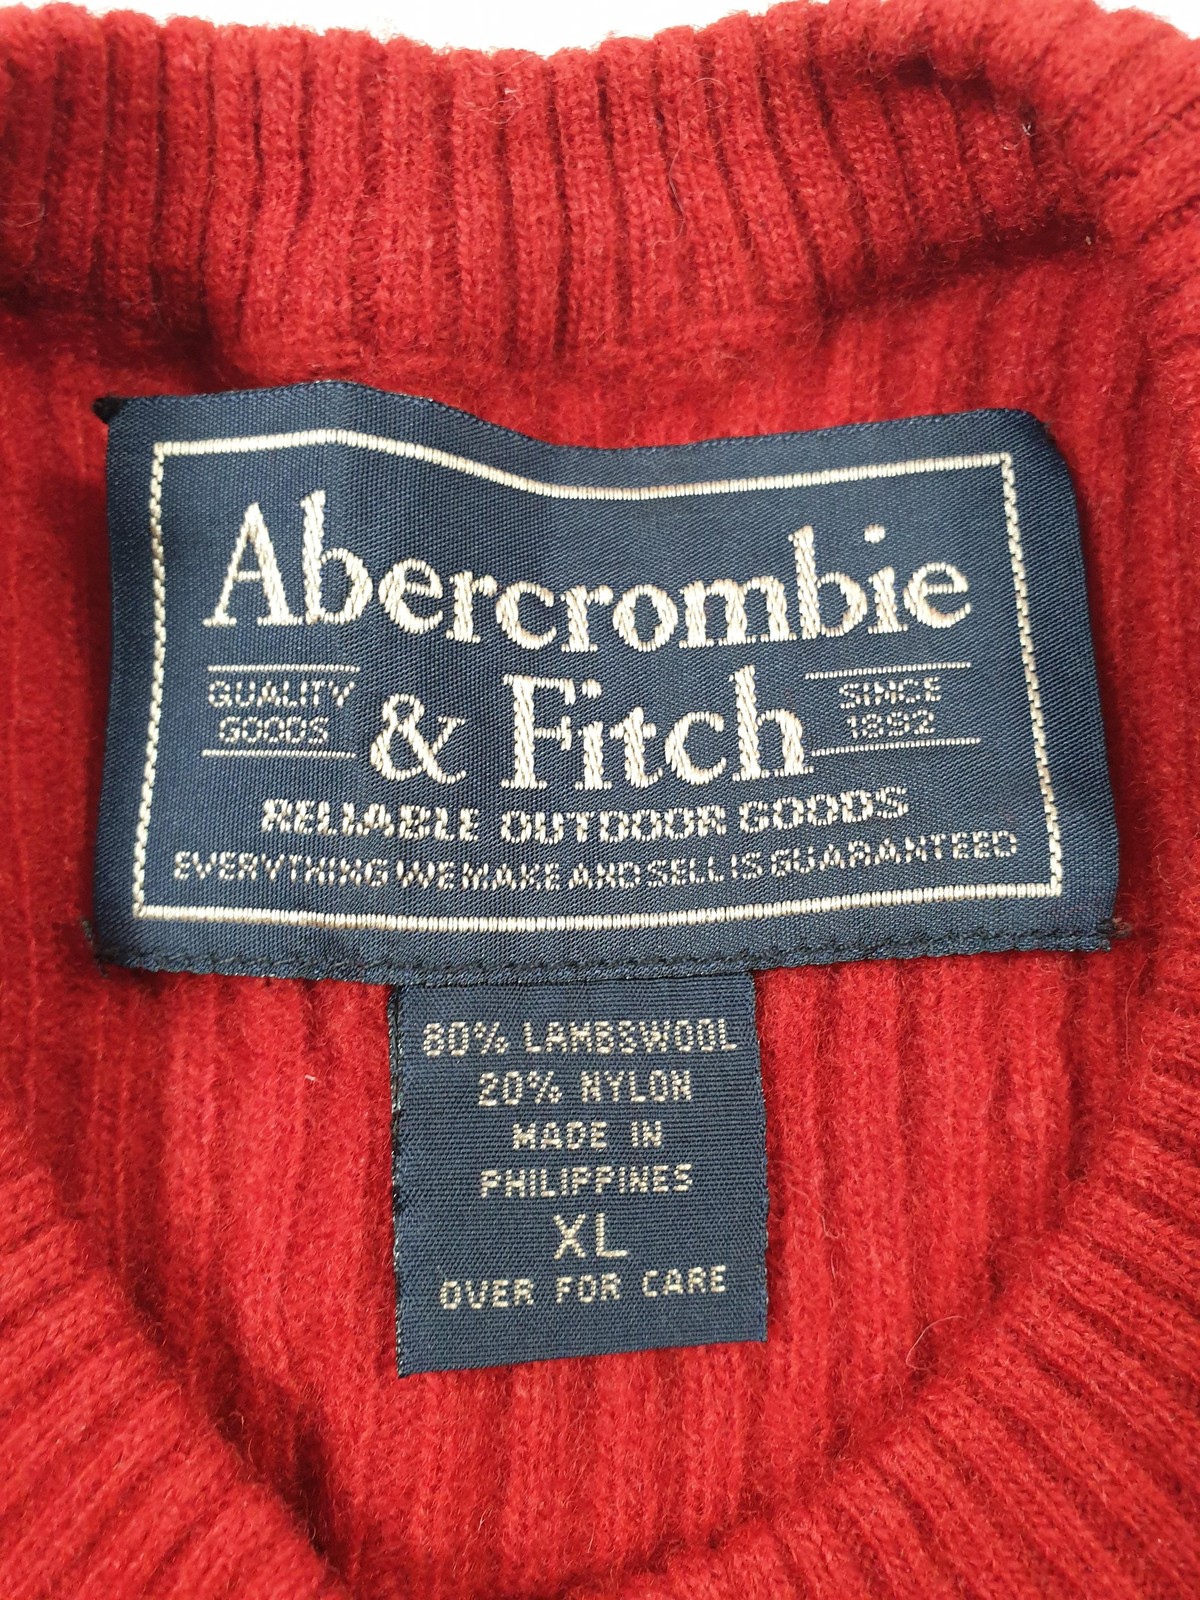 Abercrombie
& Fitch
QUALITY
GOODS
SINCE
1892
RELIABLE OUTDOOR GOODS
EVERYTHING WE MAKE AND SELL IS GUARANTEED
80% LAMBSWOOL
20% NYLON
MADE IN
PHILIPPINES
XL
OVER FOR CARE